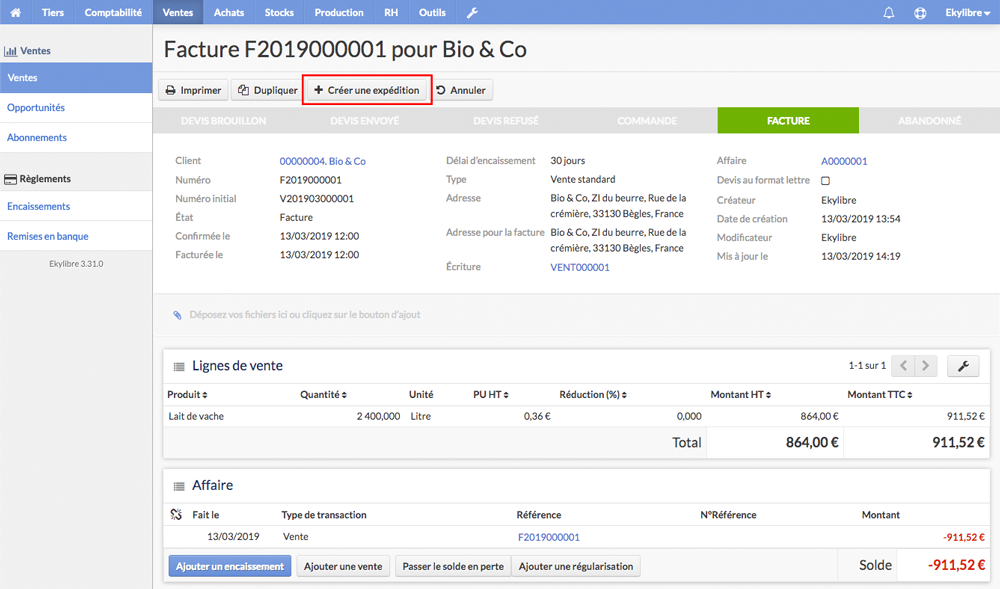 Tiers Comptabilité Ventes Achats Stocks Production RH Outils Ekylibre
Ventes
Ventes
Opportunités
Abonnements
Règlements
Encaissements
Remises en banque
Ekylibre 3.31.0
Facture F2019000001 pour Bio & Co
Imprimer Dupliquer Créer une expédition Annuler
DEVIS BROUILLON DEVIS ENVOYÉ DEVIS REFUSÉ COMMANDE FACTURE ABANDONNÉ
Client 00000004. Bio & Co
Numéro F2019000001
Numéro initial V201903000001
État Facture
Confirmée le 13/03/2019 12:00
Facturée le 13/03/2019 12:00
Délai d'encaissement 30 jours
Type Vente standard
Adresse Bio & Co, ZI du beurre, Rue de la
crémière, 33130 Bègles, France
Adresse pour la facture Bio & Co, ZI du beurre, Rue de la
crémière, 33130 Bègles, France
Écriture VENT000001
Affaire A0000001
Devis au format lettre
Créateur Ekylibre
Date de création 13/03/2019 13:54
Modificateur Ekylibre
Mis à jour le 13/03/2019 14:19
Déposez vos fichiers ici ou cliquez sur le bouton d'ajout
Lignes de vente 1-1 sur 1
Produit Quantité Unité PU HT Réduction (%) Montant HT Montant TTC
Lait de vache 2 400,000 Litre 0,36 € 0,000 864,00 € 911,52 €
Total 864,00 € 911,52 €
Affaire
Fait le Type de transaction Référence N°Référence Montant
13/03/2019 Vente F2019000001 -911,52 €
Ajouter un encaissement Ajouter une vente Passer le solde en perte Ajouter une régularisation Solde -911,52 €